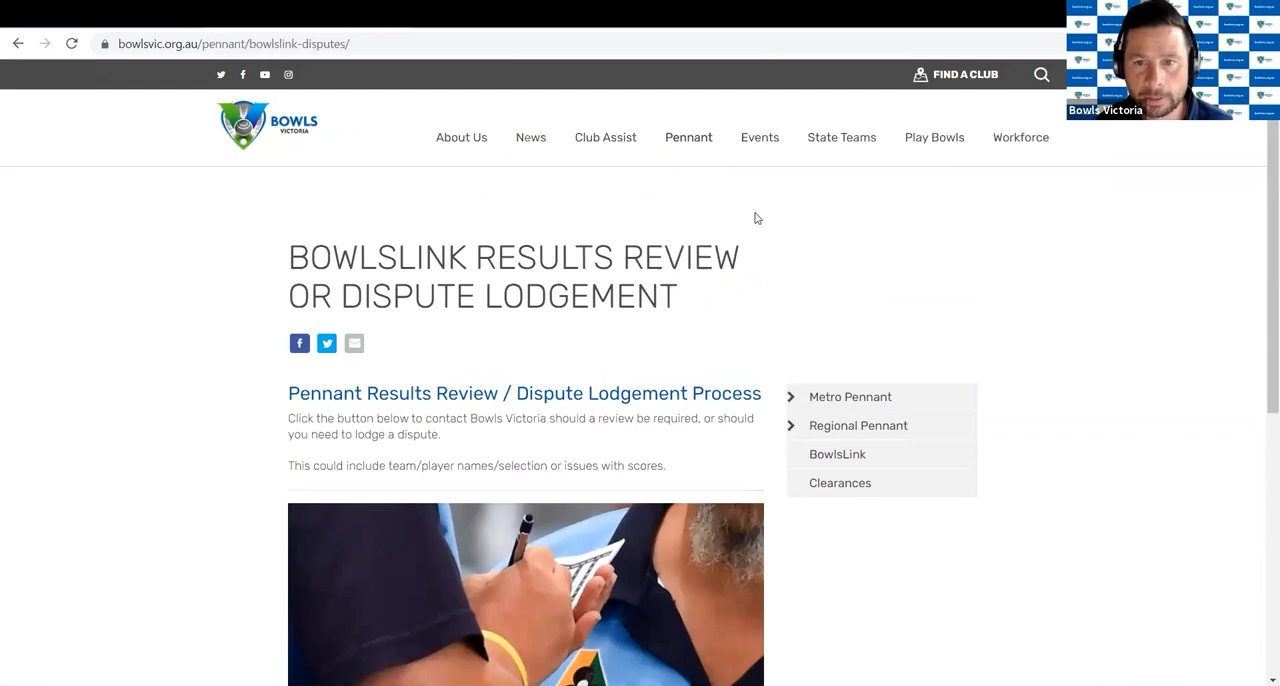 bowlsvic.org.au/pennant/bowlslink-disputes/
FIND A CLUB
Bowls Victoria
BOWLS
VICTORIA
About Us News Club Assist Pennant Events State Teams Play Bowls Workforce
BOWLSLINK RESULTS REVIEW
OR DISPUTE LODGEMENT
Pennant Results Review / Dispute Lodgement Process
Click the button below to contact Bowls Victoria should a review be required, or should
you need to lodge a dispute.
This could include team/player names/selection or issues with scores.
Metro Pennant
Regional Pennant
BowlsLink
Clearances